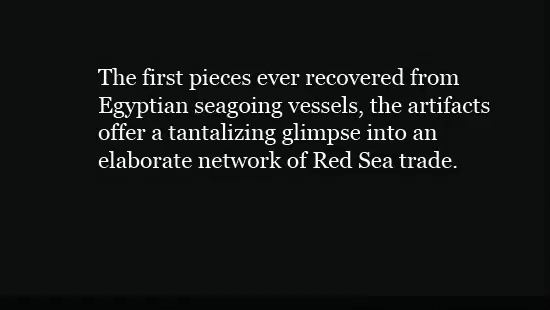 The first pieces ever recovered from
Egyptian seagoing vessels, the artifacts
offer a tantalizing glimpse into an
elaborate network of Red Sea trade.